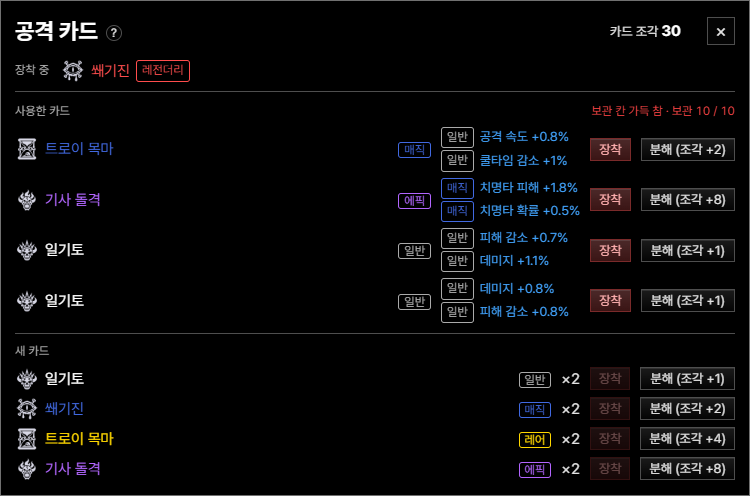 공격 카드 ? 카드 조각 30 ×
장착 중 쐐기진 레전더리
사용한 카드 보관 칸 가득 참 · 보관 10 / 10
트로이 목마 매직 일반 공격 속도 +0.8% 장착 분해 (조각 +2)
일반 쿨타임 감소 +1%
기사 돌격 에픽 매직 치명타 피해 +1.8% 장착 분해 (조각 +8)
매직 치명타 확률 +0.5%
일기토 일반 일반 피해 감소 +0.7% 장착 분해 (조각 +1)
일반 데미지 +1.1%
일기토 일반 일반 데미지 +0.8% 장착 분해 (조각 +1)
일반 피해 감소 +0.8%
새 카드
일기토 일반 ×2 장착 분해 (조각 +1)
쐐기진 매직 ×2 장착 분해 (조각 +2)
트로이 목마 레어 ×2 장착 분해 (조각 +4)
기사 돌격 에픽 ×2 장착 분해 (조각 +8)